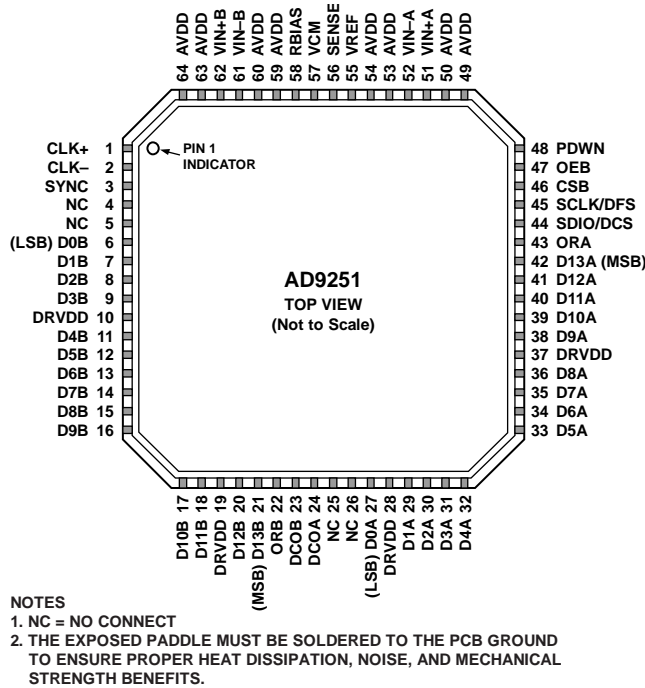 64 AVDD
63 AVDD
62 VIN+B
61 VIN–B
60 AVDD
59 AVDD
58 RBIAS
57 VCM
56 SENSE
55 VREF
54 AVDD
53 AVDD
52 VIN–A
51 VIN+A
50 AVDD
49 AVDD
CLK+ 1
CLK– 2
SYNC 3
NC 4
NC 5
(LSB) D0B 6
D1B 7
D2B 8
D3B 9
DRVDD 10
D4B 11
D5B 12
D6B 13
D7B 14
D8B 15
D9B 16
PIN 1
INDICATOR
AD9251
TOP VIEW
(Not to Scale)
48 PDWN
47 OEB
46 CSB
45 SCLK/DFS
44 SDIO/DCS
43 ORA
42 D13A (MSB)
41 D12A
40 D11A
39 D10A
38 D9A
37 DRVDD
36 D8A
35 D7A
34 D6A
33 D5A
D10B 17
D11B 18
DRVDD 19
D12B 20
(MSB) D13B 21
ORB 22
DCOB 23
DCOA 24
NC 25
NC 26
(LSB) D0A 27
DRVDD 28
D1A 29
D2A 30
D3A 31
D4A 32
NOTES
1. NC = NO CONNECT
2. THE EXPOSED PADDLE MUST BE SOLDERED TO THE PCB GROUND
TO ENSURE PROPER HEAT DISSIPATION, NOISE, AND MECHANICAL
STRENGTH BENEFITS.